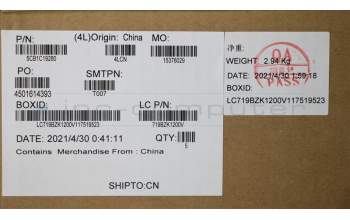 P/N:
(4L)Origin: China
MO:
5CB1C19280
4LCN
15376029
PO:
SMTPN:
4501614393
T007
BOXID:
LC P/N:
LC719BZK1200V117519523
719BZK1200V
DATE: 2021/4/30 0:41:11
QTY:
5
Contains Merchandise From : China
SHIPTO:CN
净重:
WEIGHT: 2.94 Kg
DATE: 2021/4/30 1:59:18
BOXID:
LC719BZK1200V117519523
QA
PASS
ipc-computer